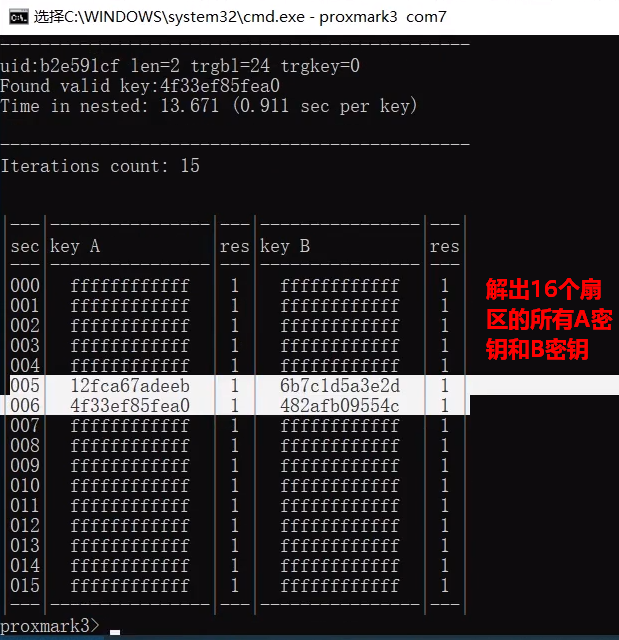 选择C:\WINDOWS\system32\cmd.exe - proxmark3  com7
-----------------------------------------------
uid:b2e591cf len=2 trgbl=24 trgkey=0
Found valid key:4f33ef85fea0
Time in nested: 13.671 (0.911 sec per key)
-----------------------------------------------
Iterations count: 15
|---|----------------|---|----------------|---|
|sec|key A           |res|key B           |res|
|---|----------------|---|----------------|---|
|000|  ffffffffffff  | 1 |  ffffffffffff  | 1 |
|001|  ffffffffffff  | 1 |  ffffffffffff  | 1 |
|002|  ffffffffffff  | 1 |  ffffffffffff  | 1 |
|003|  ffffffffffff  | 1 |  ffffffffffff  | 1 |
|004|  ffffffffffff  | 1 |  ffffffffffff  | 1 |
|005|  12fca67adeeb  | 1 |  6b7c1d5a3e2d  | 1 |
|006|  4f33ef85fea0  | 1 |  482afb09554c  | 1 |
|007|  ffffffffffff  | 1 |  ffffffffffff  | 1 |
|008|  ffffffffffff  | 1 |  ffffffffffff  | 1 |
|009|  ffffffffffff  | 1 |  ffffffffffff  | 1 |
|010|  ffffffffffff  | 1 |  ffffffffffff  | 1 |
|011|  ffffffffffff  | 1 |  ffffffffffff  | 1 |
|012|  ffffffffffff  | 1 |  ffffffffffff  | 1 |
|013|  ffffffffffff  | 1 |  ffffffffffff  | 1 |
|014|  ffffffffffff  | 1 |  ffffffffffff  | 1 |
|015|  ffffffffffff  | 1 |  ffffffffffff  | 1 |
|---|----------------|---|----------------|---|
proxmark3> _
解出16个扇
区的所有A密
钥和B密钥